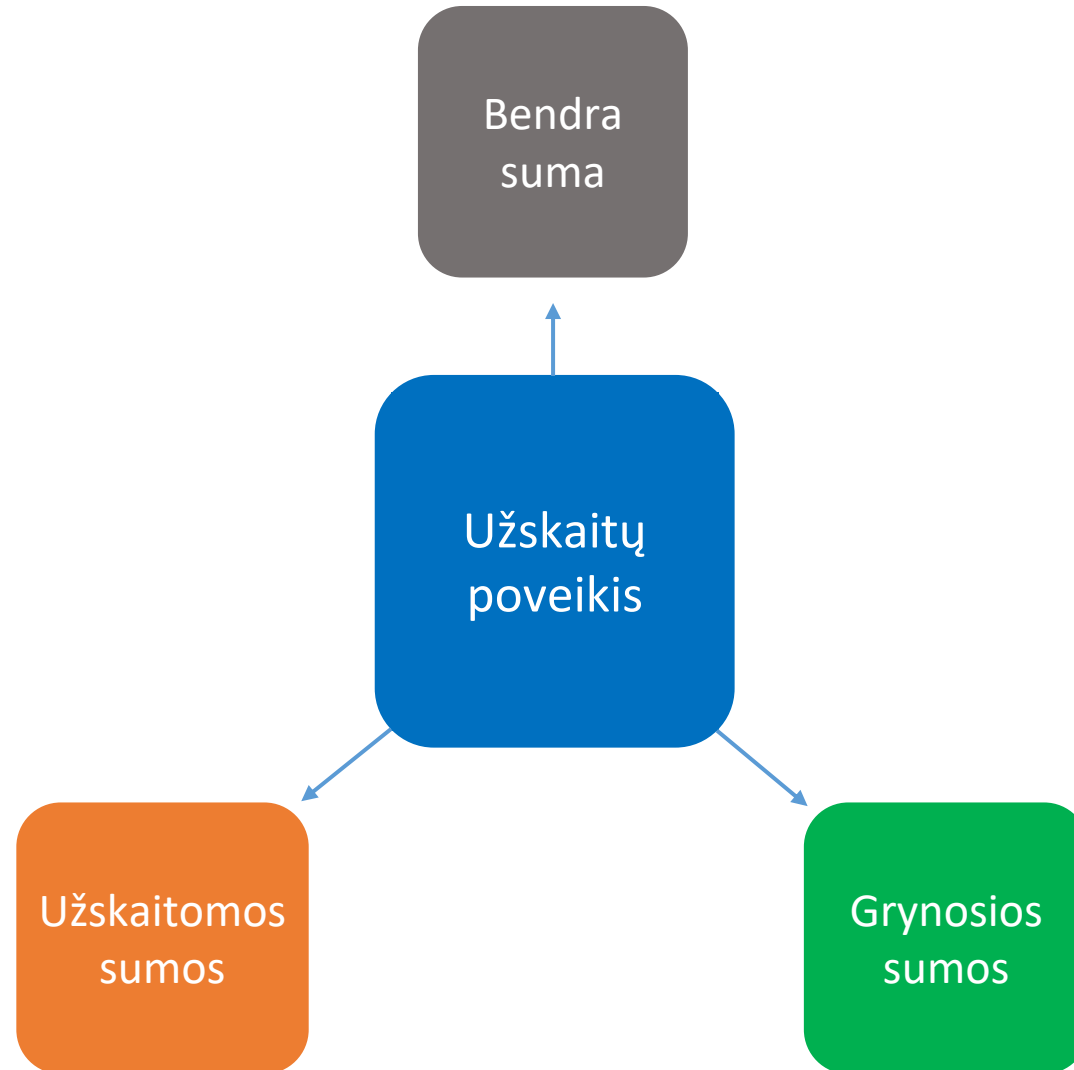 Bendra
suma
Užskaitų
poveikis
Užskaitomos
sumos
Grynosios
sumos